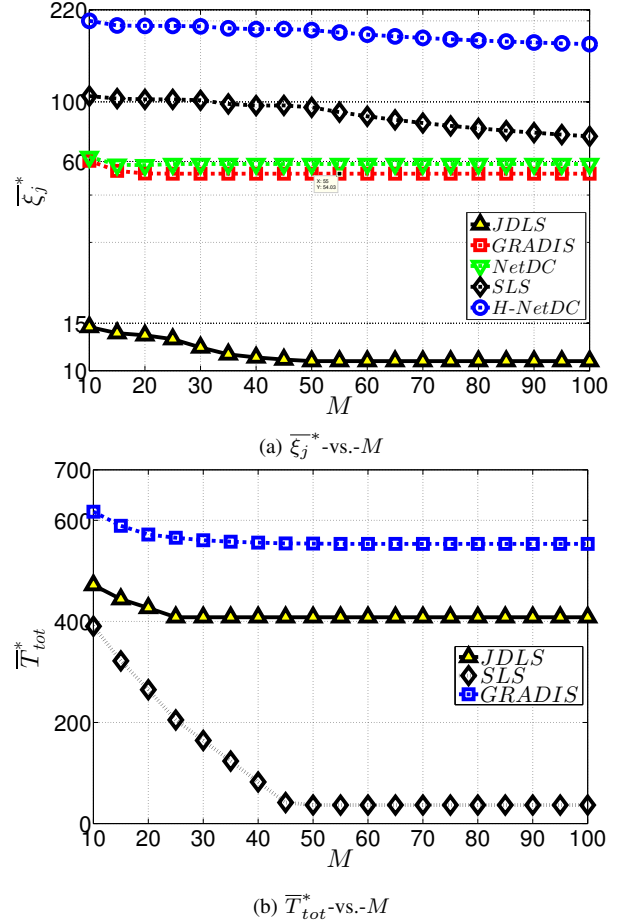 220
100
60
15
10
ξ̅ⱼ*
X: 55
Y: 54.03
JDLS
GRADIS
NetDC
SLS
H-NetDC
10 20 30 40 50 60 70 80 90 100
M
(a) ξ̅ⱼ*-vs.-M
700
600
400
200
0
T̅*tot
JDLS
SLS
GRADIS
10 20 30 40 50 60 70 80 90 100
M
(b) T̅*tot-vs.-M